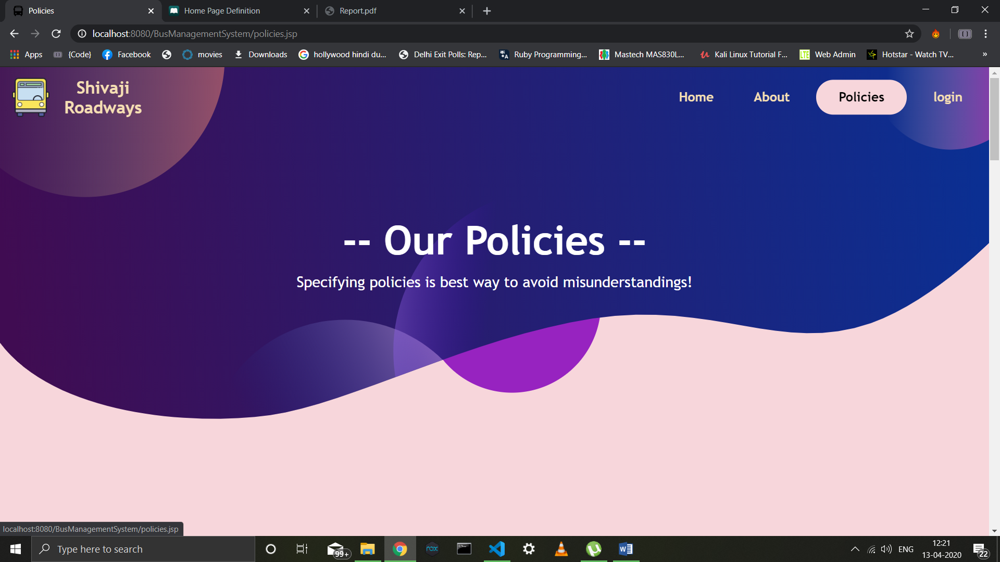 Policies
Home Page Definition
Report.pdf
localhost:8080/BusManagementSystem/policies.jsp
Apps
{Code}
Facebook
movies
Downloads
hollywood hindi du...
Delhi Exit Polls: Rep...
Ruby Programming...
Mastech MAS830L...
Kali Linux Tutorial F...
LTE
Web Admin
Hotstar - Watch TV...
»
Shivaji
Roadways
Home
About
Policies
login
-- Our Policies --
Specifying policies is best way to avoid misunderstandings!
localhost:8080/BusManagementSystem/policies.jsp
Type here to search
99+
nox
ENG
12:21
13-04-2020
22